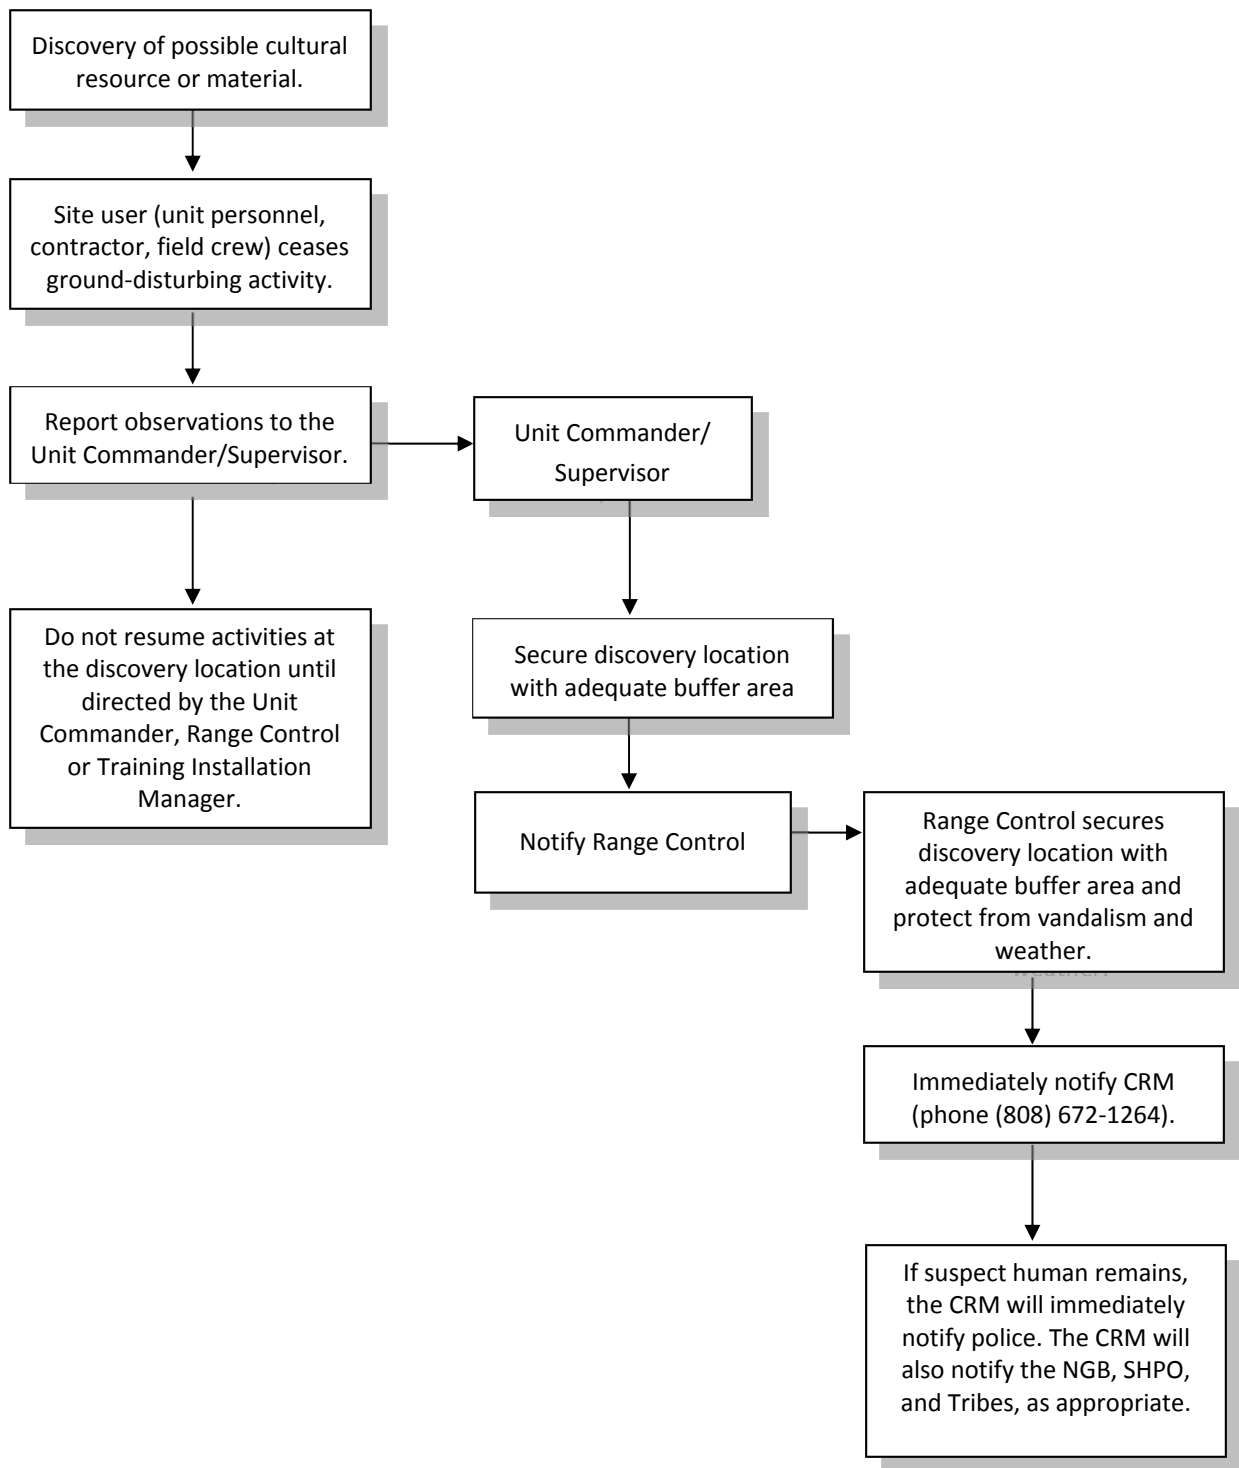 Discovery of possible cultural
resource or material.
Site user (unit personnel,
contractor, field crew) ceases
ground-disturbing activity.
Report observations to the
Unit Commander/Supervisor.
Unit Commander/
Supervisor
Do not resume activities at
the discovery location until
directed by the Unit
Commander, Range Control
or Training Installation
Manager.
Secure discovery location
with adequate buffer area
Notify Range Control
Range Control secures
discovery location with
adequate buffer area and
protect from vandalism and
weather.
Immediately notify CRM
(phone (808) 672-1264).
If suspect human remains,
the CRM will immediately
notify police. The CRM will
also notify the NGB, SHPO,
and Tribes, as appropriate.